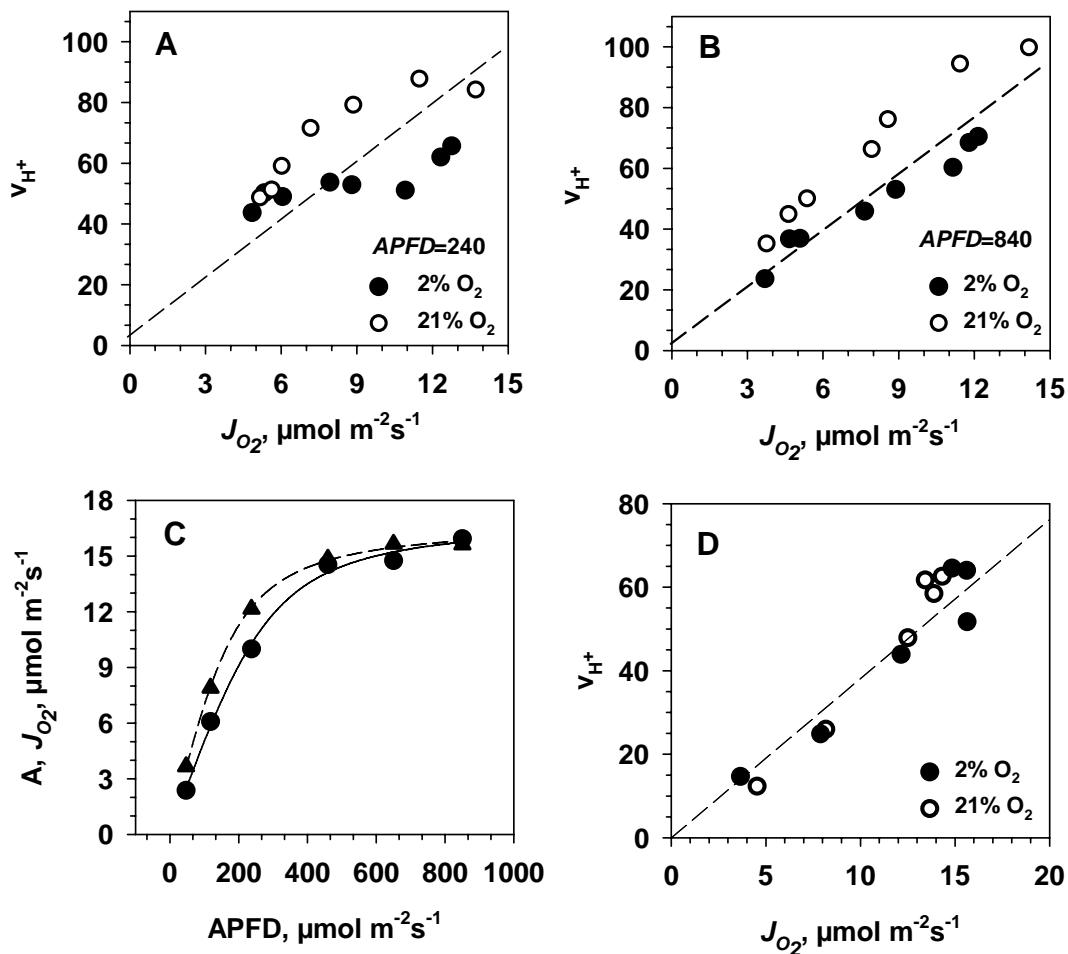 A
100
80
60
40
20
0
v_H+
APFD=240
2% O₂
21% O₂
0 3 6 9 12 15
J_O₂, µmol m⁻²s⁻¹
B
100
80
60
40
20
0
v_H+
APFD=840
2% O₂
21% O₂
0 3 6 9 12 15
J_O₂, µmol m⁻²s⁻¹
C
18
15
12
9
6
3
0
A, J_O₂, µmol m⁻²s⁻¹
0 200 400 600 800 1000
APFD, µmol m⁻²s⁻¹
D
80
60
40
20
0
v_H+
2% O₂
21% O₂
0 5 10 15 20
J_O₂, µmol m⁻²s⁻¹